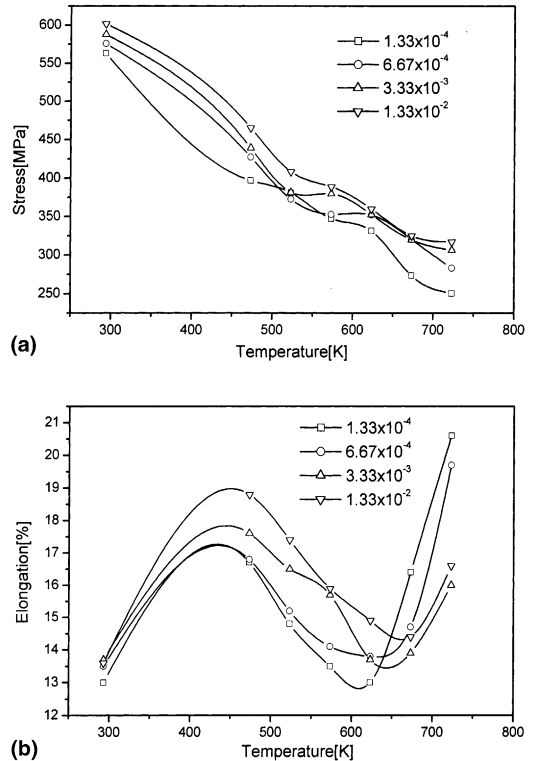 600
550
500
450
400
350
300
250
Stress[MPa]
1.33x10⁻⁴
6.67x10⁻⁴
3.33x10⁻³
1.33x10⁻²
300 400 500 600 700 800
Temperature[K]
(a)
21
20
19
18
17
16
15
14
13
12
Elongation[%]
1.33x10⁻⁴
6.67x10⁻⁴
3.33x10⁻³
1.33x10⁻²
300 400 500 600 700 800
Temperature[K]
(b)